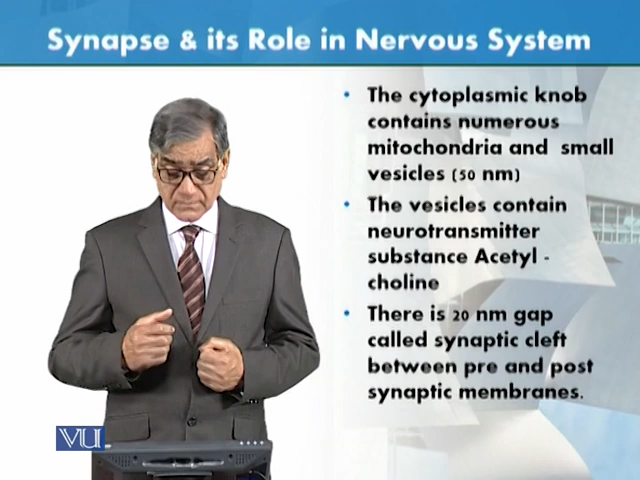 Synapse & its Role in Nervous System
• The cytoplasmic knob
contains numerous
mitochondria and small
vesicles (50 nm)
• The vesicles contain
neurotransmitter
substance Acetyl -
choline
• There is 20 nm gap
called synaptic cleft
between pre and post
synaptic membranes.
VU